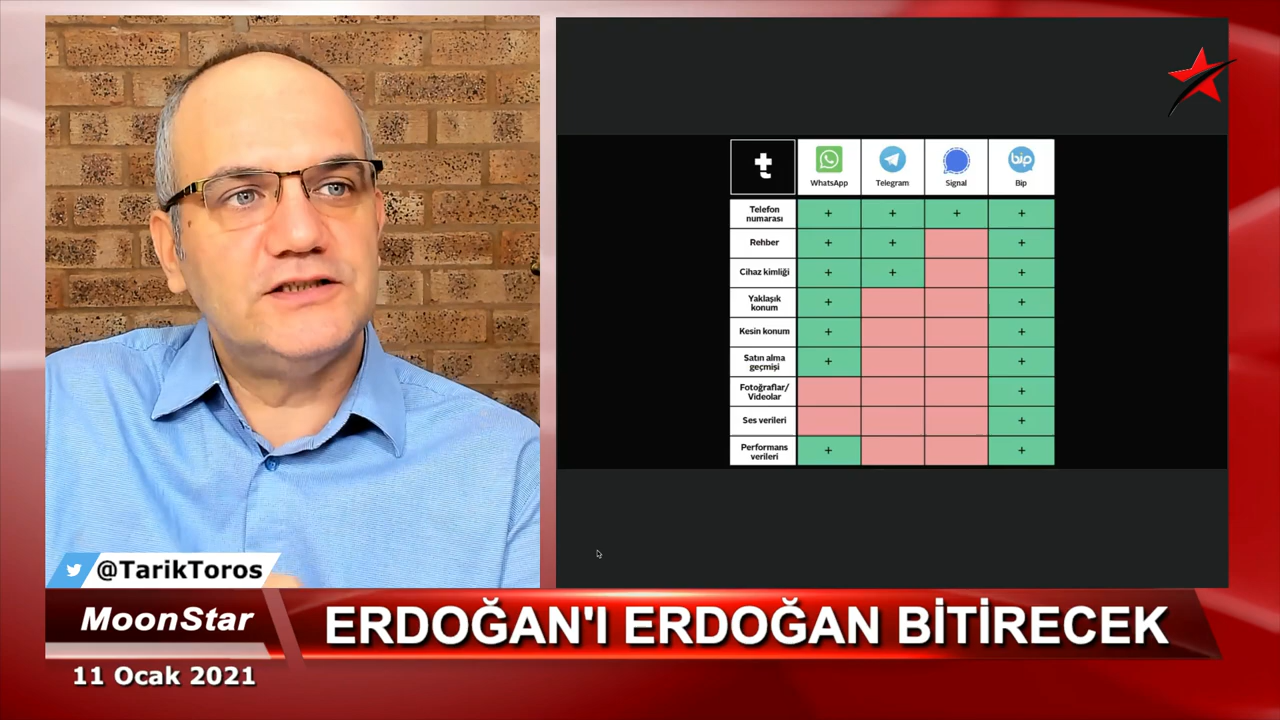 WhatsApp Telegram Signal Bip
bip
Telefon
numarası + + + +
Rehber + + +
Cihaz kimliği + + +
Yaklaşık
konum + +
Kesin konum + +
Satın alma
geçmişi + +
Fotoğraflar/
Videolar +
Ses verileri +
Performans
verileri + +
@TarikToros
MoonStar
ERDOĞAN'I ERDOĞAN BİTİRECEK
11 Ocak 2021